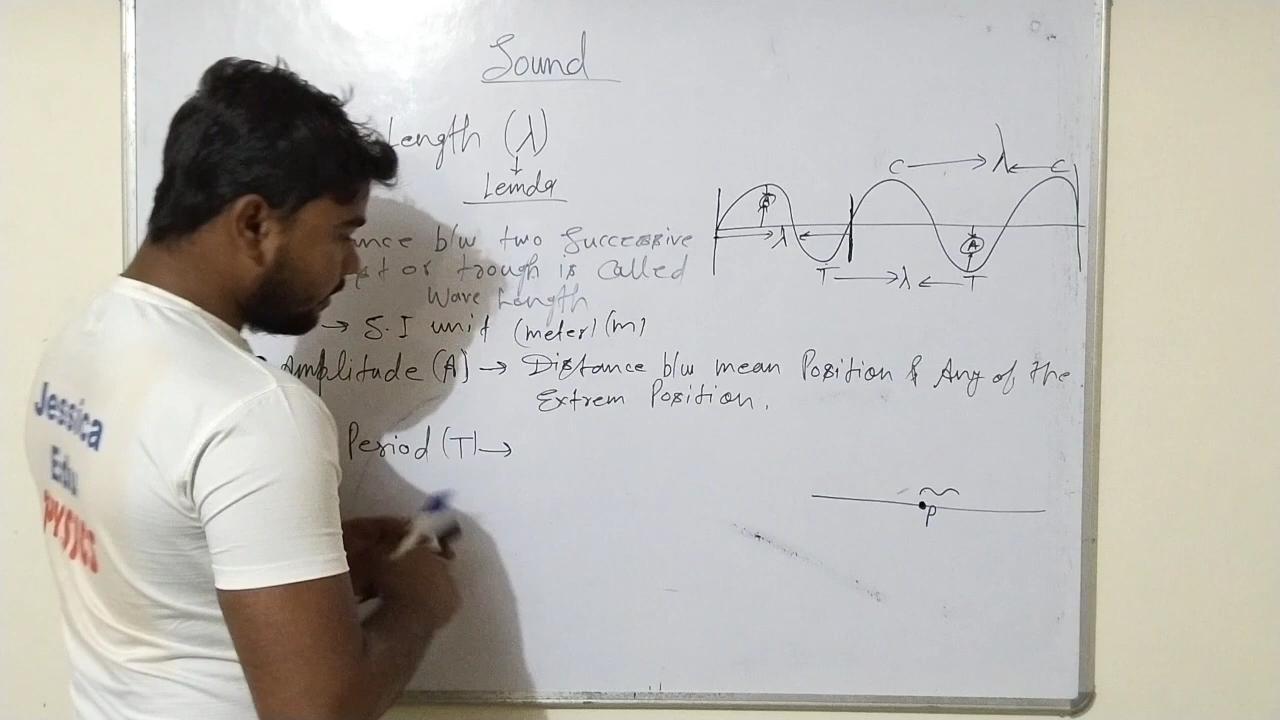 Sound
Length (λ)
Lemda
b/w two Successive
or trough is called
Wave Length
→ S.I unit (meter) (m)
Amplitude (A) → Distance b/w mean Position & Any of the
Extrem Position.
Period (T) →
A
λ
C → λ ← C
A
T → λ ← T
P
Jessica
Edu